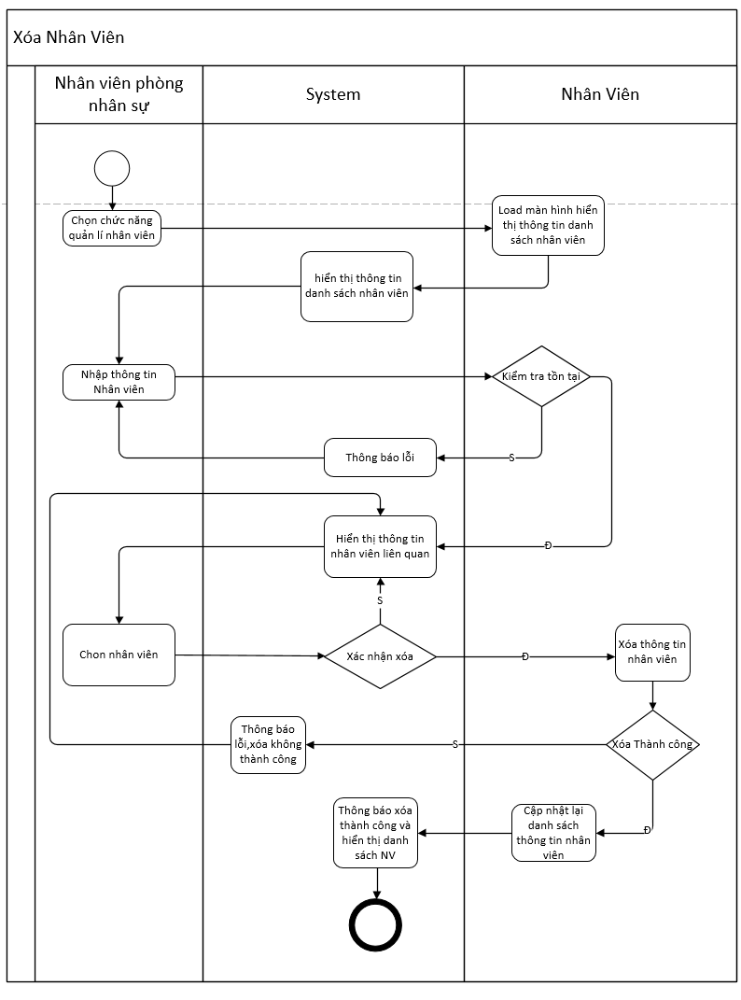 Xóa Nhân Viên
Nhân viên phòng
nhân sự
System
Nhân Viên
Chọn chức năng
quản lí nhân viên
Load màn hình hiển
thị thông tin danh
sách nhân viên
hiển thị thông tin
danh sách nhân viên
Nhập thông tin
Nhân viên
Kiểm tra tồn tại
S
Thông báo lỗi
Đ
Hiển thị thông tin
nhân viên liên quan
S
Chon nhân viên
Xác nhận xóa
Đ
Xóa thông tin
nhân viên
Xóa Thành công
S
Thông báo
lỗi,xóa không
thành công
Đ
Cập nhật lại
danh sách
thông tin nhân
viên
Thông báo xóa
thành công và
hiển thị danh
sách NV